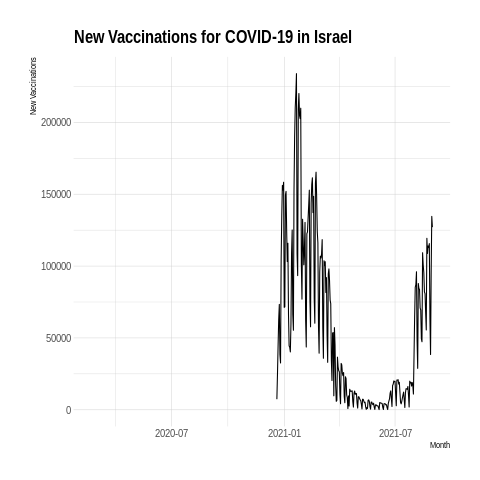 New Vaccinations for COVID-19 in Israel
New Vaccinations
200000
150000
100000
50000
0
2020-07 2021-01 2021-07
Month